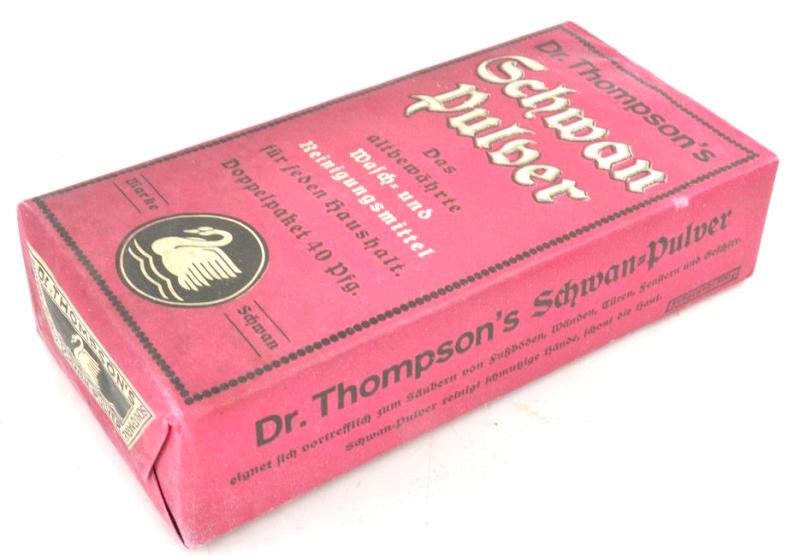 Dr. Thompson's
Schwan
Pulver
Das
altbewährte
Wasch= und
Reinigungsmittel
für jeden Haushalt.
Doppelpaket 40 Pfg.
Marke
Schwan
Dr. Thompson's Schwan=Pulver
eignet sich vortrefflich zum Säubern von Fußböden, Wänden, Türen, Fenstern und Geschirr.
Schwan-Pulver reinigt schmutzige Hände, schont die Haut.
DR. THOMPSON'S